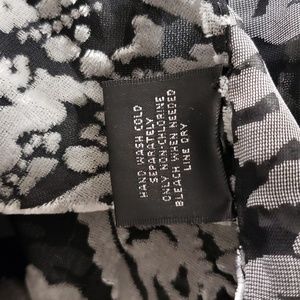 HAND WASH COLD
SEPARATELY
ONLY NON-CHLORINE
BLEACH WHEN NEEDED
LINE DRY